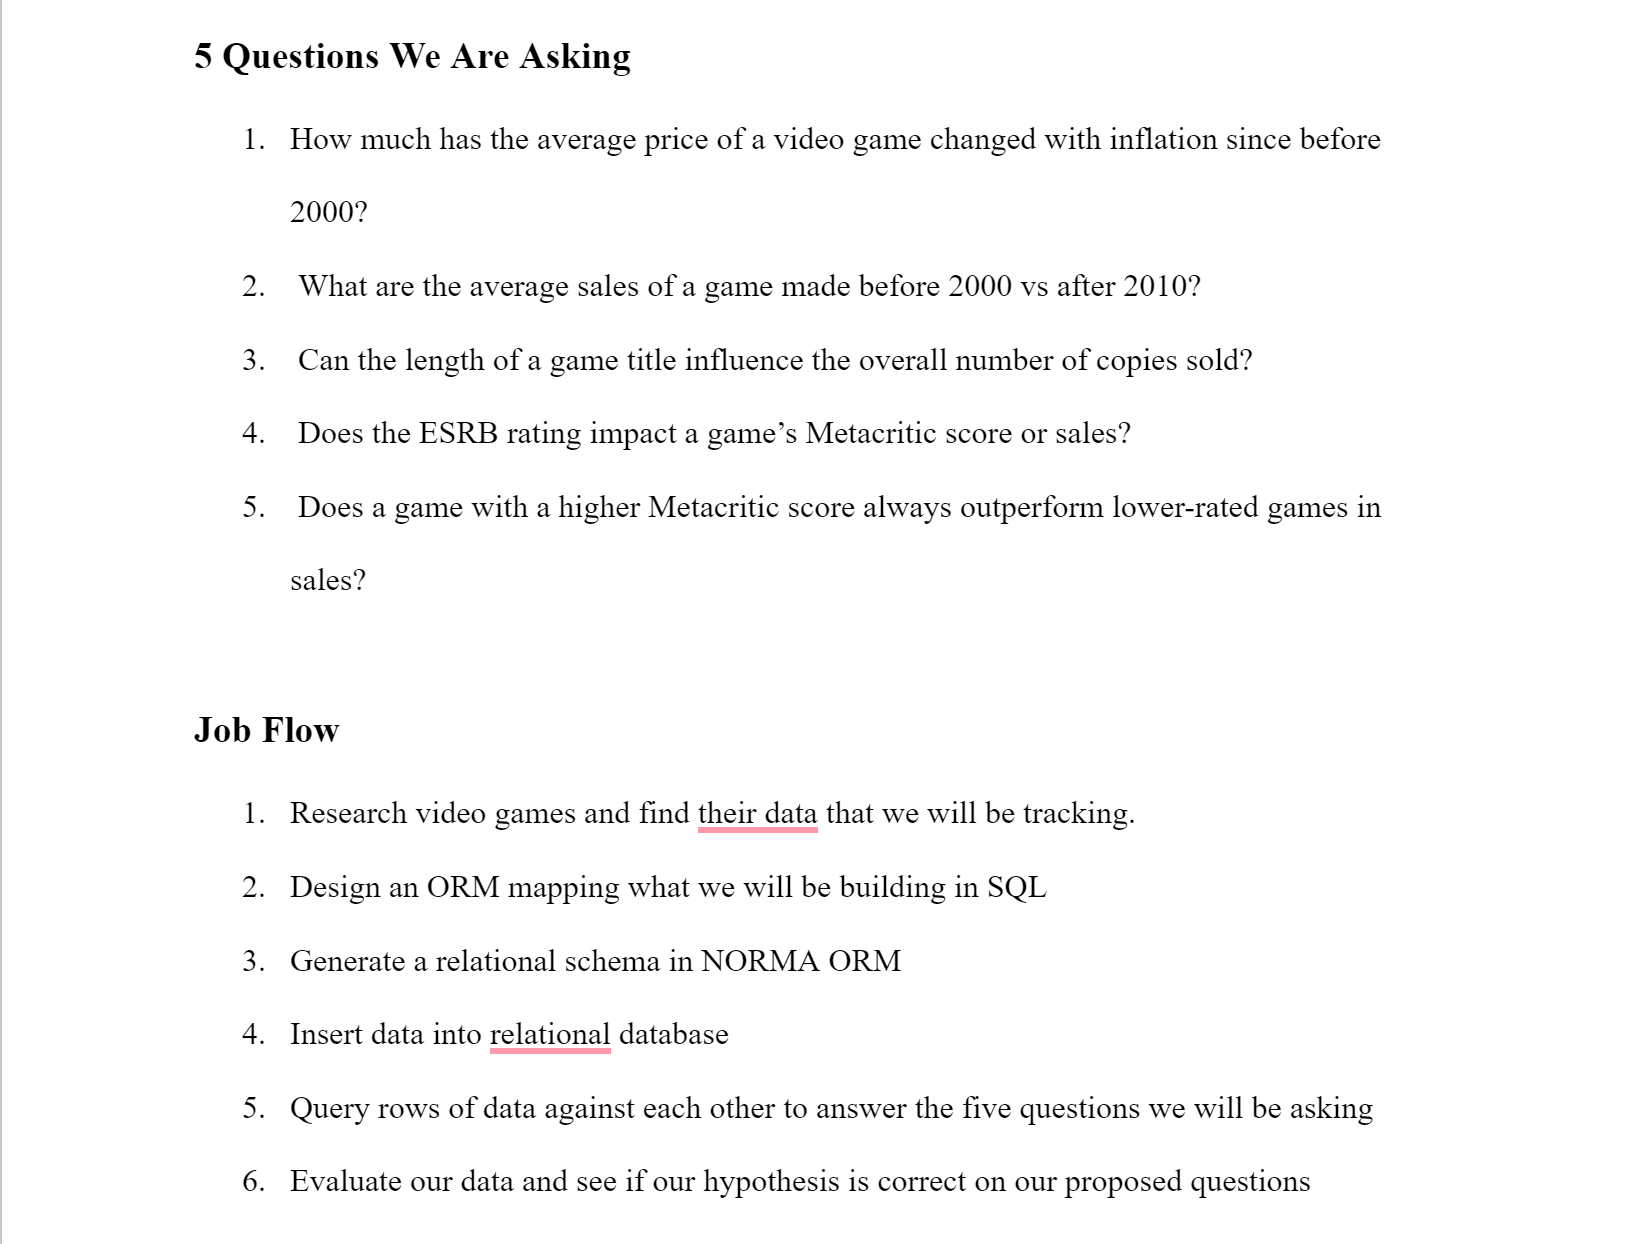 5 Questions We Are Asking
1. How much has the average price of a video game changed with inflation since before
2000?
2. What are the average sales of a game made before 2000 vs after 2010?
3. Can the length of a game title influence the overall number of copies sold?
4. Does the ESRB rating impact a game’s Metacritic score or sales?
5. Does a game with a higher Metacritic score always outperform lower-rated games in
sales?
Job Flow
1. Research video games and find their data that we will be tracking.
2. Design an ORM mapping what we will be building in SQL
3. Generate a relational schema in NORMA ORM
4. Insert data into relational database
5. Query rows of data against each other to answer the five questions we will be asking
6. Evaluate our data and see if our hypothesis is correct on our proposed questions